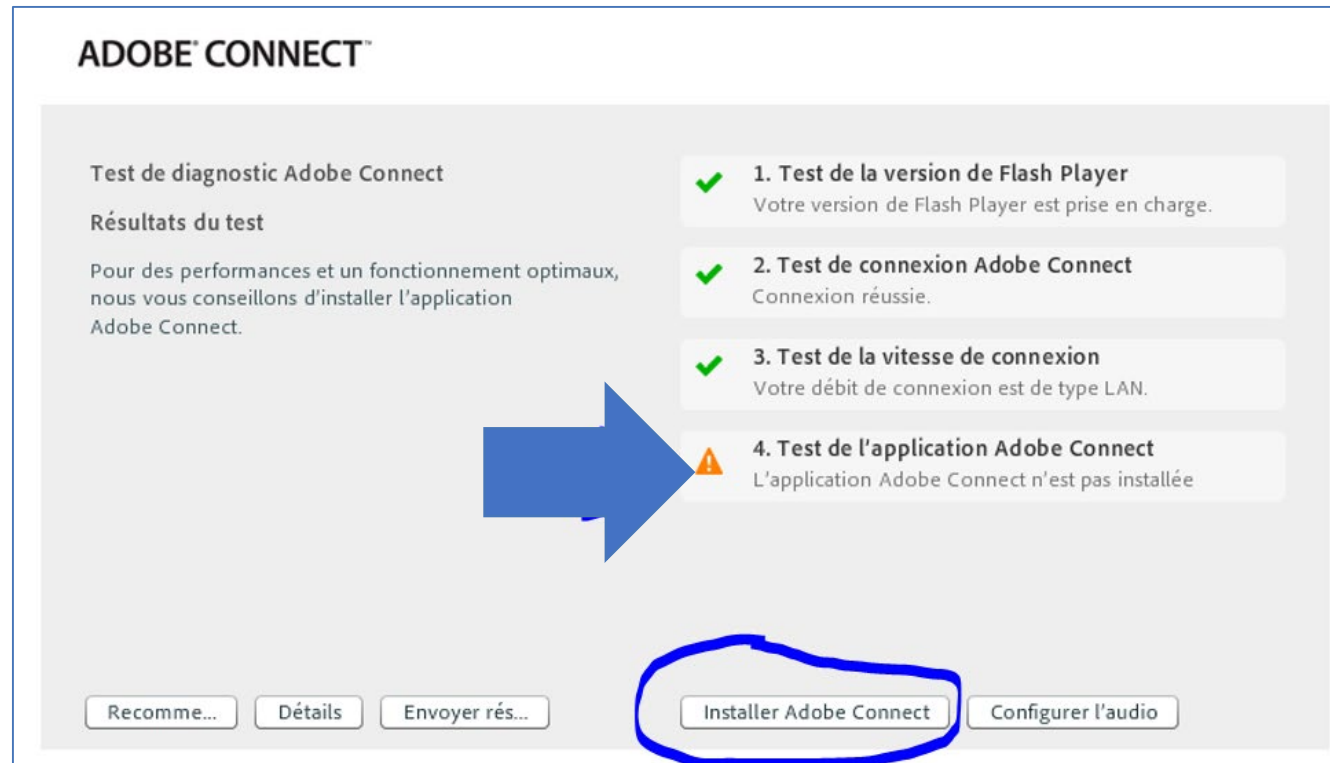 ADOBE® CONNECT™
Test de diagnostic Adobe Connect
Résultats du test
Pour des performances et un fonctionnement optimaux,
nous vous conseillons d'installer l'application
Adobe Connect.
1. Test de la version de Flash Player
Votre version de Flash Player est prise en charge.
2. Test de connexion Adobe Connect
Connexion réussie.
3. Test de la vitesse de connexion
Votre débit de connexion est de type LAN.
4. Test de l'application Adobe Connect
L'application Adobe Connect n'est pas installée
Recomme...
Détails
Envoyer rés...
Installer Adobe Connect
Configurer l'audio